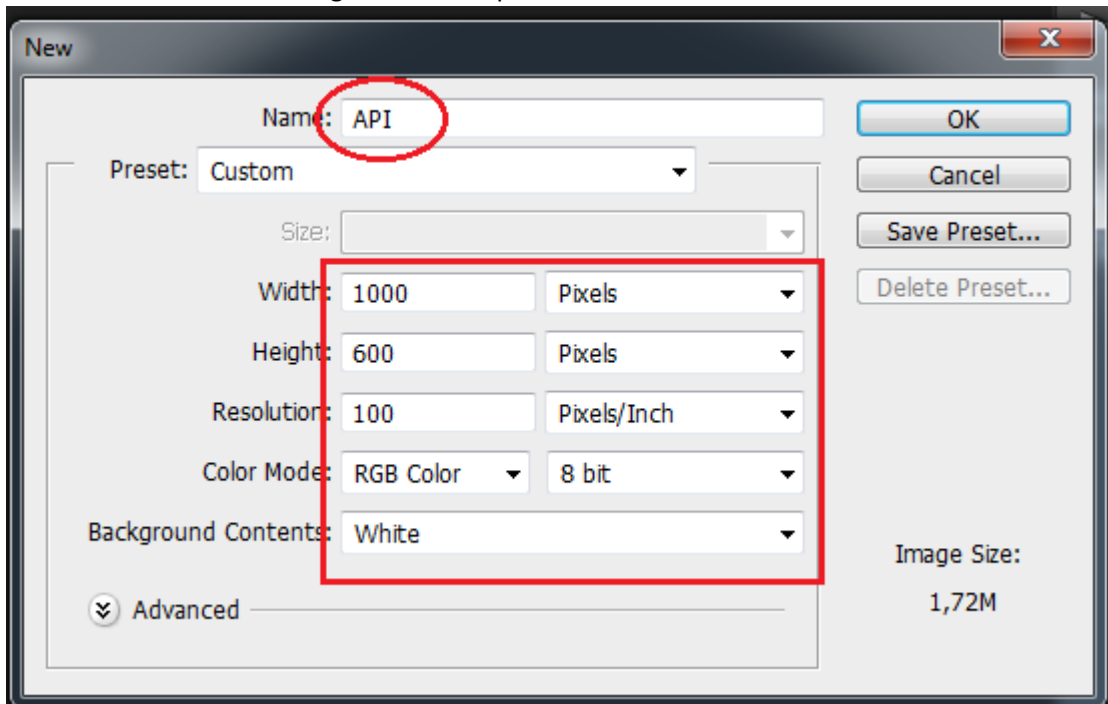 New
Name: API
OK
Preset: Custom
Cancel
Size:
Save Preset...
Width: 1000 Pixels
Delete Preset...
Height: 600 Pixels
Resolution: 100 Pixels/Inch
Color Mode: RGB Color 8 bit
Background Contents: White
Image Size:
Advanced
1,72M